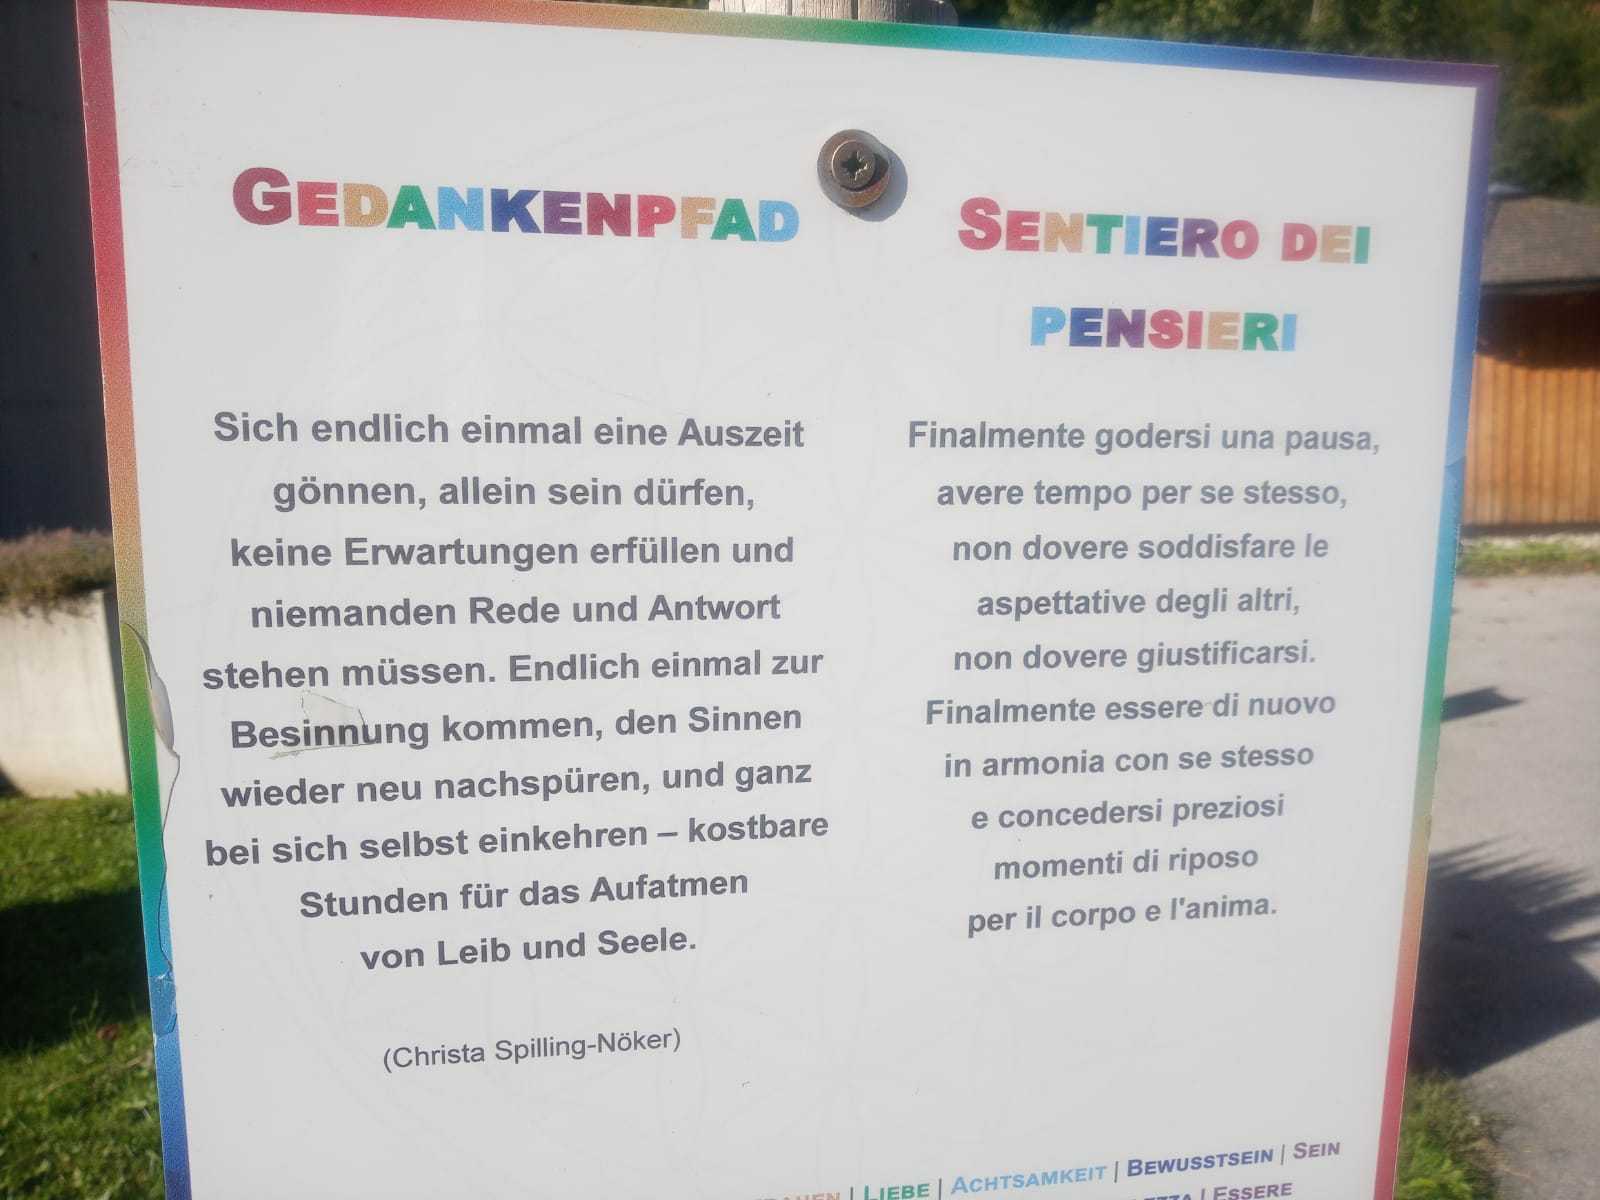 GEDANKENPFAD
Sich endlich einmal eine Auszeit
gönnen, allein sein dürfen,
keine Erwartungen erfüllen und
niemanden Rede und Antwort
stehen müssen. Endlich einmal zur
Besinnung kommen, den Sinnen
wieder neu nachspüren, und ganz
bei sich selbst einkehren – kostbare
Stunden für das Aufatmen
von Leib und Seele.
(Christa Spilling-Nöker)
SENTIERO DEI
PENSIERI
Finalmente godersi una pausa,
avere tempo per se stesso,
non dovere soddisfare le
aspettative degli altri,
non dovere giustificarsi.
Finalmente essere di nuovo
in armonia con se stesso
e concedersi preziosi
momenti di riposo
per il corpo e l'anima.
| LIEBE | ACHTSAMKEIT | BEWUSSTSEIN | SEIN
| ESSERE